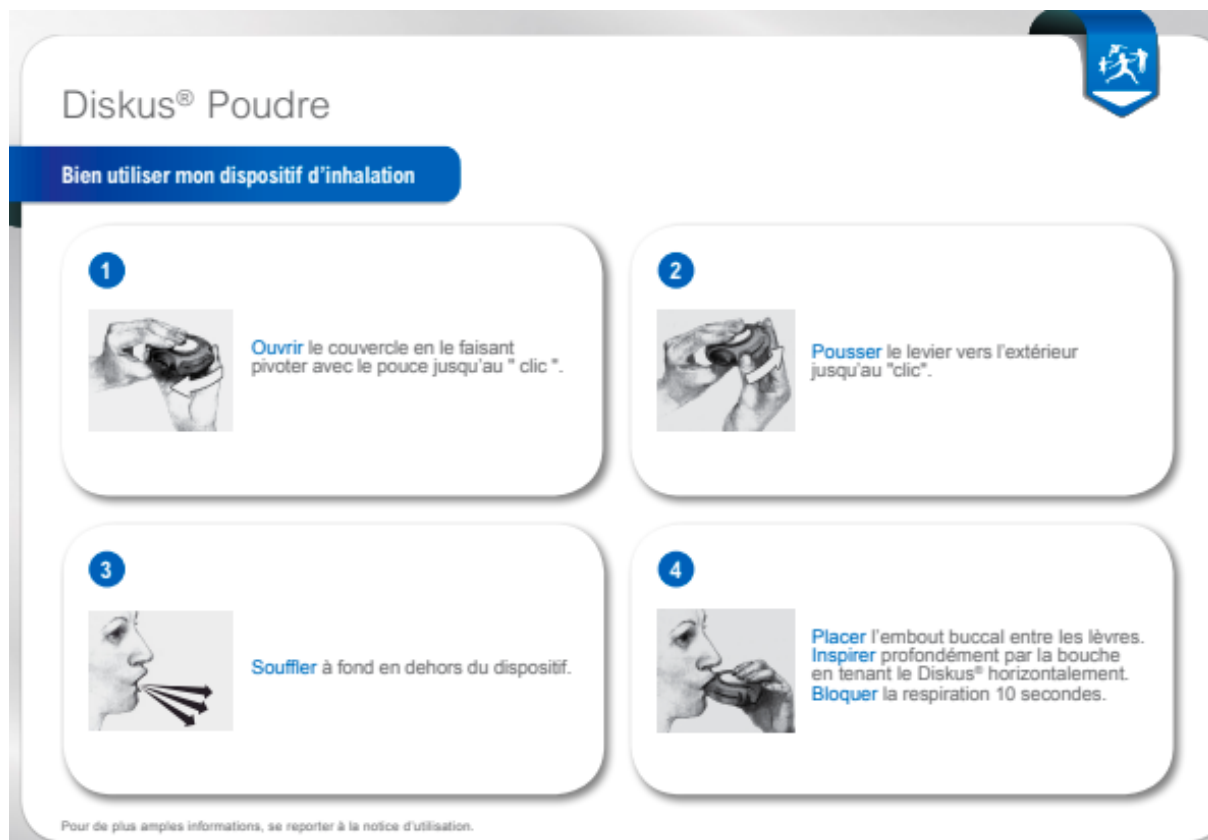 Diskus® Poudre
Bien utiliser mon dispositif d'inhalation
1
Ouvrir le couvercle en le faisant
pivoter avec le pouce jusqu'au " clic ".
2
Pousser le levier vers l'extérieur
jusqu'au "clic".
3
Souffler à fond en dehors du dispositif.
4
Placer l'embout buccal entre les lèvres.
Inspirer profondément par la bouche
en tenant le Diskus® horizontalement.
Bloquer la respiration 10 secondes.
Pour de plus amples informations, se reporter à la notice d'utilisation.